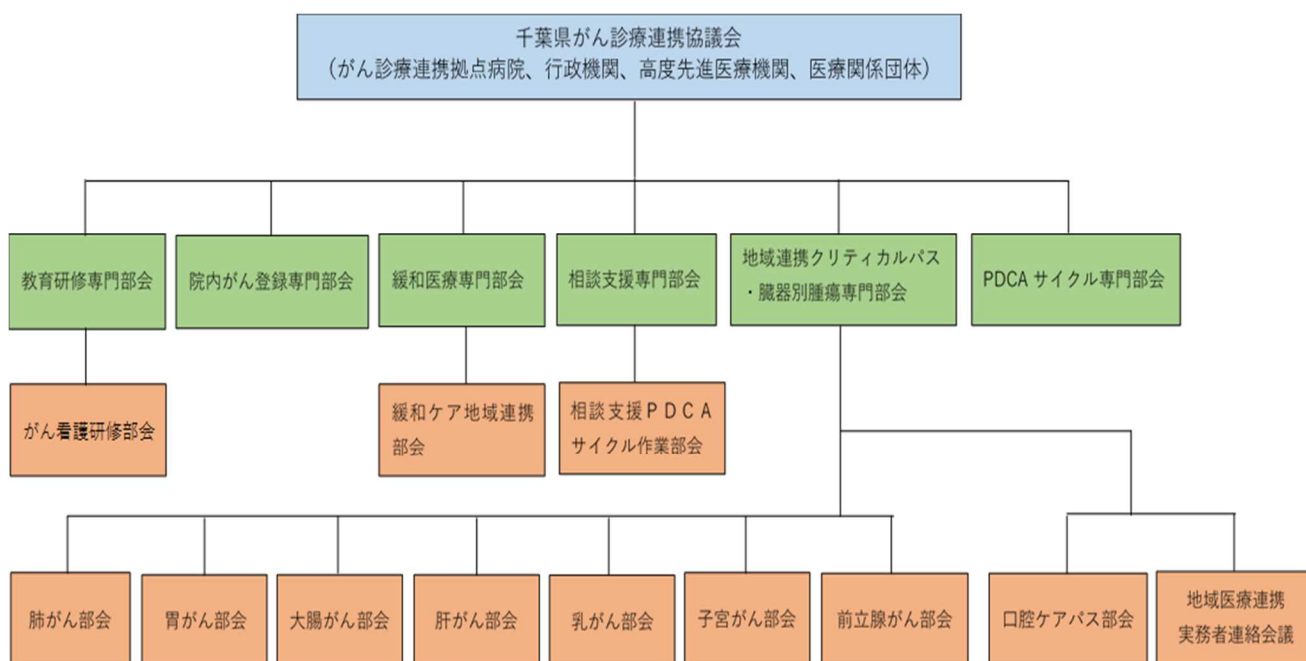 千葉県がん診療連携協議会
（がん診療連携拠点病院、行政機関、高度先進医療機関、医療関係団体）
教育研修専門部会
院内がん登録専門部会
緩和医療専門部会
相談支援専門部会
地域連携クリティカルパス
・臓器別腫瘍専門部会
PDCA サイクル専門部会
がん看護研修部会
緩和ケア地域連携
部会
相談支援ＰＤＣＡ
サイクル作業部会
肺がん部会
胃がん部会
大腸がん部会
肝がん部会
乳がん部会
子宮がん部会
前立腺がん部会
口腔ケアパス部会
地域医療連携
実務者連絡会議